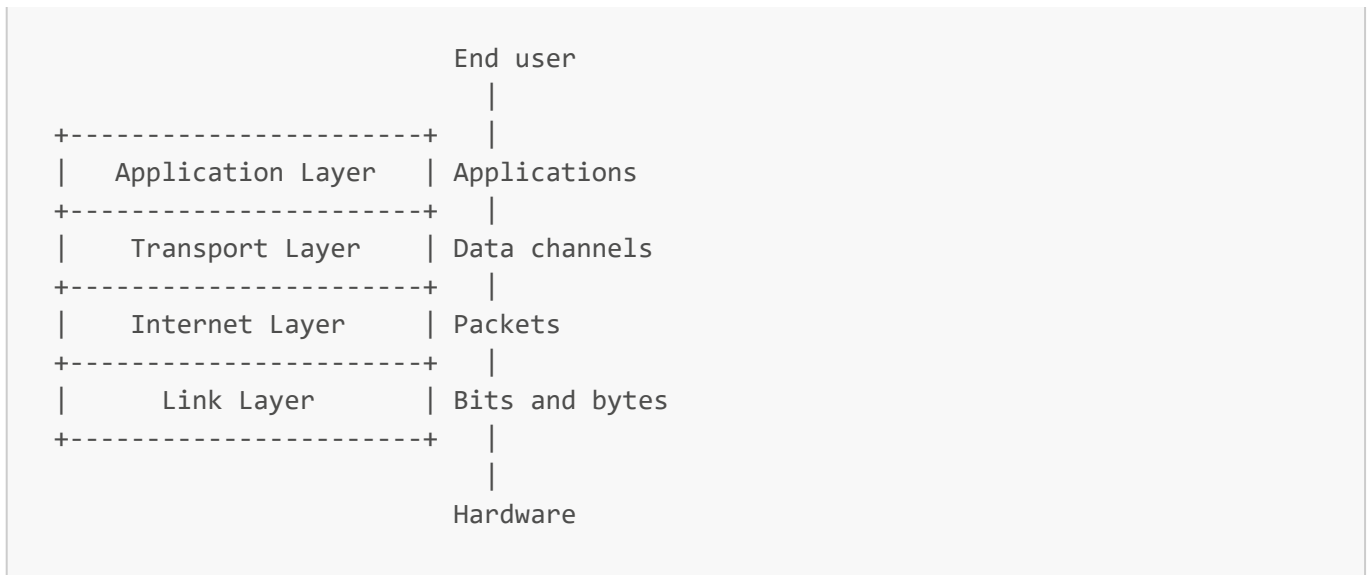 End user
|
+-----------------------+ |
| Application Layer | Applications
+-----------------------+ |
| Transport Layer | Data channels
+-----------------------+ |
| Internet Layer | Packets
+-----------------------+ |
| Link Layer | Bits and bytes
+-----------------------+ |
|
Hardware